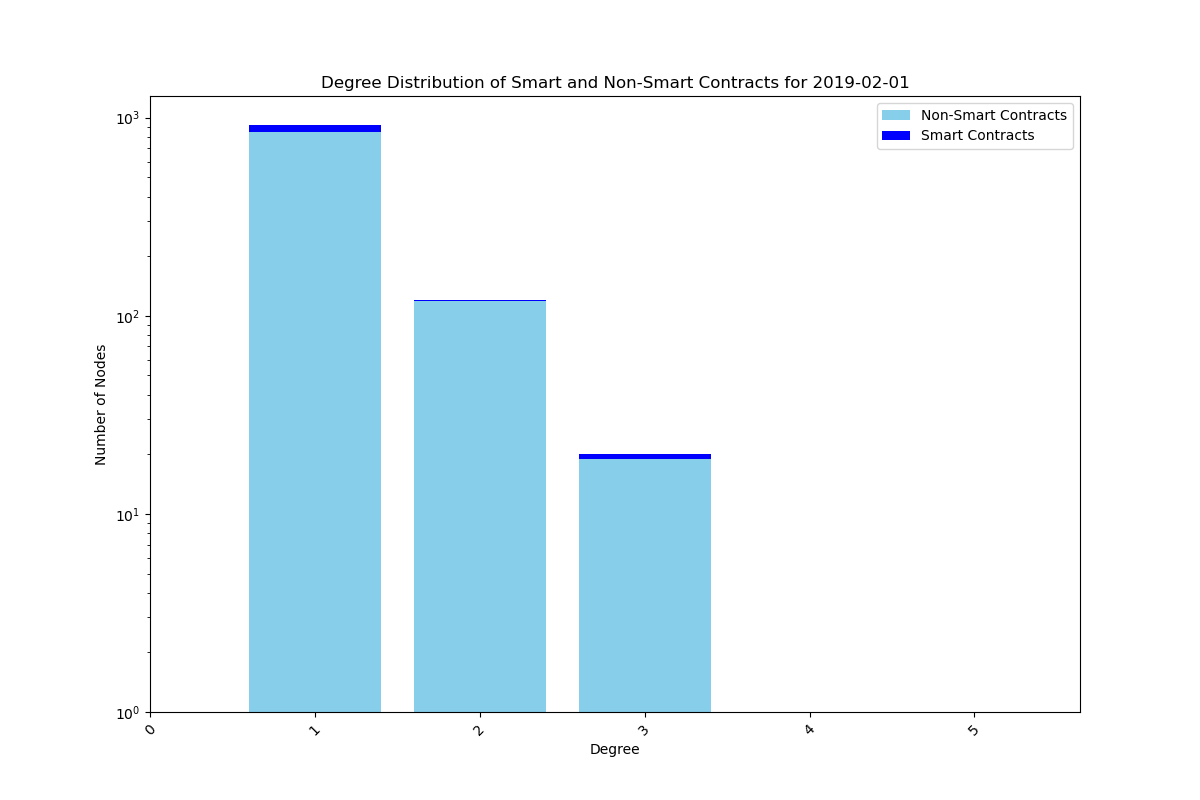 Degree Distribution of Smart and Non-Smart Contracts for 2019-02-01
Non-Smart Contracts
Smart Contracts
10³
10²
10¹
10⁰
Number of Nodes
0 1 2 3 4 5
Degree